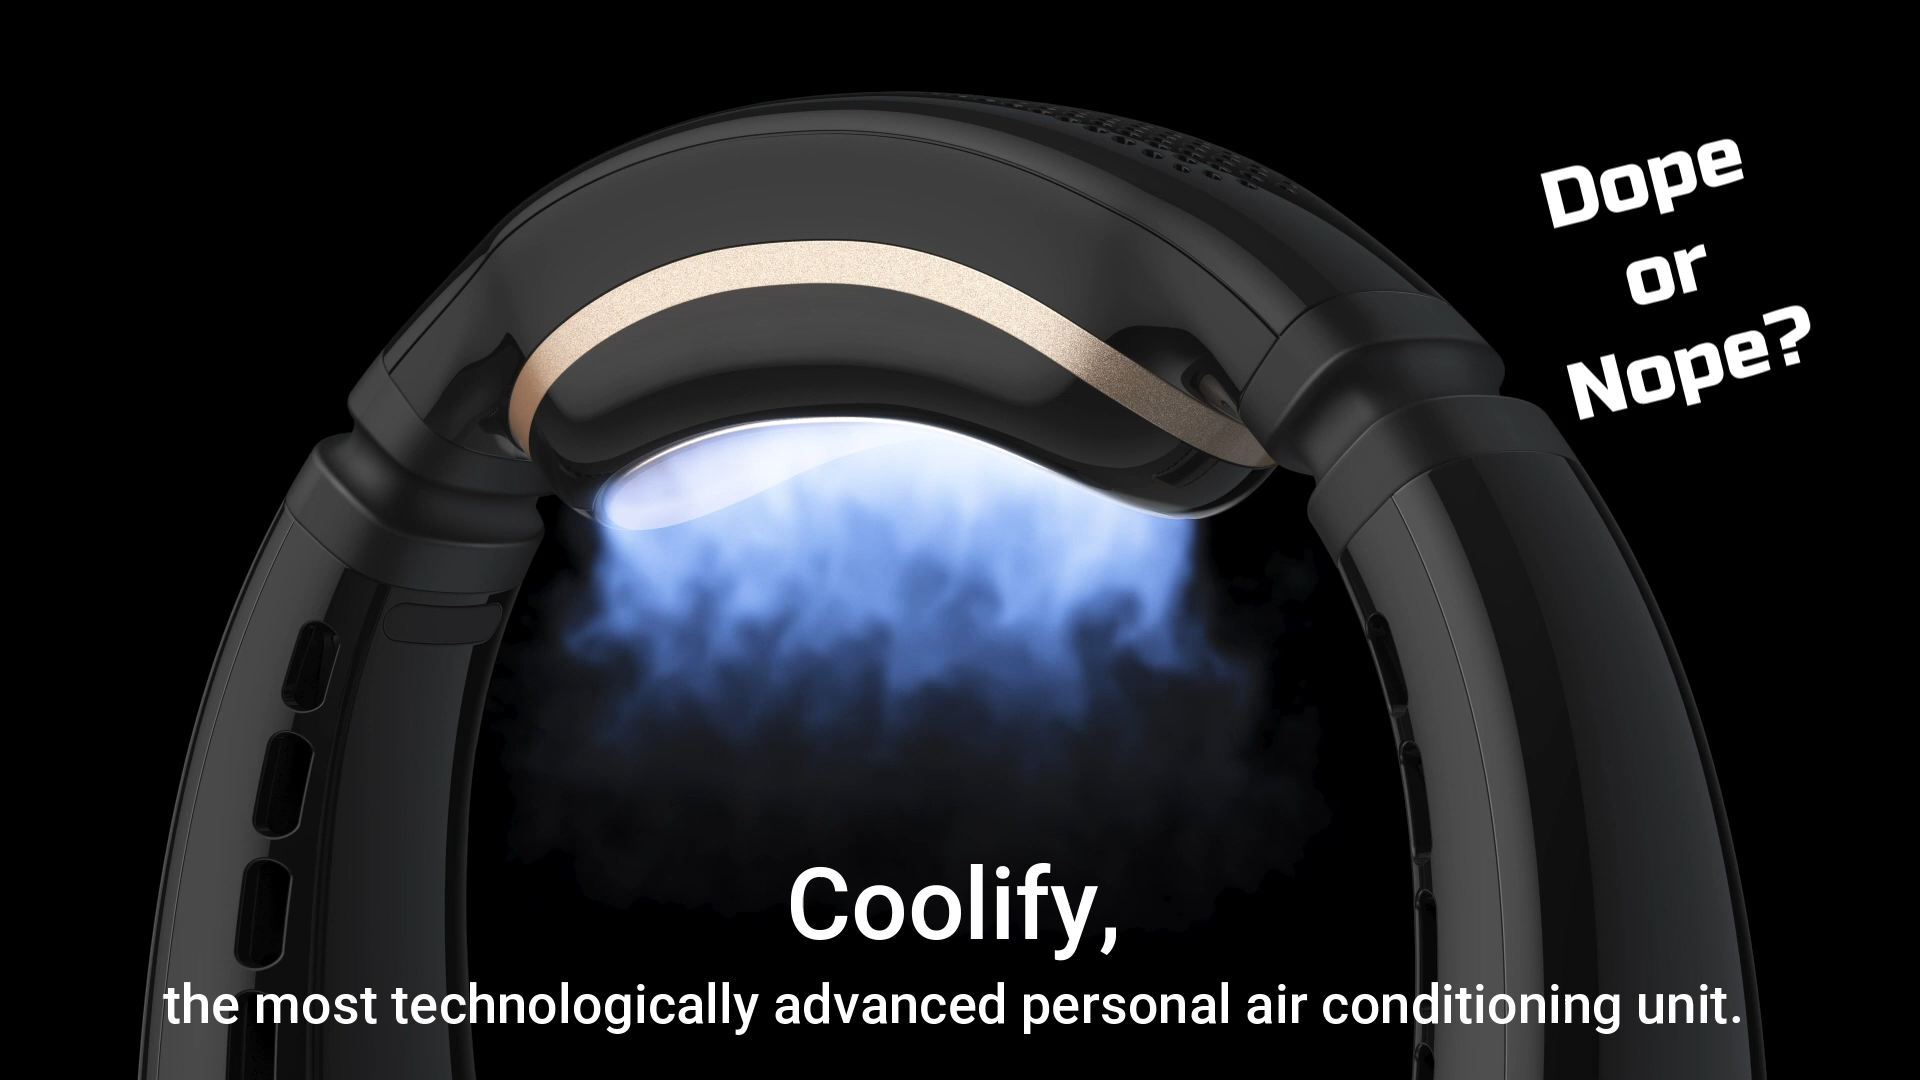 Dope
or
Nope?
Coolify,
the most technologically advanced personal air conditioning unit.